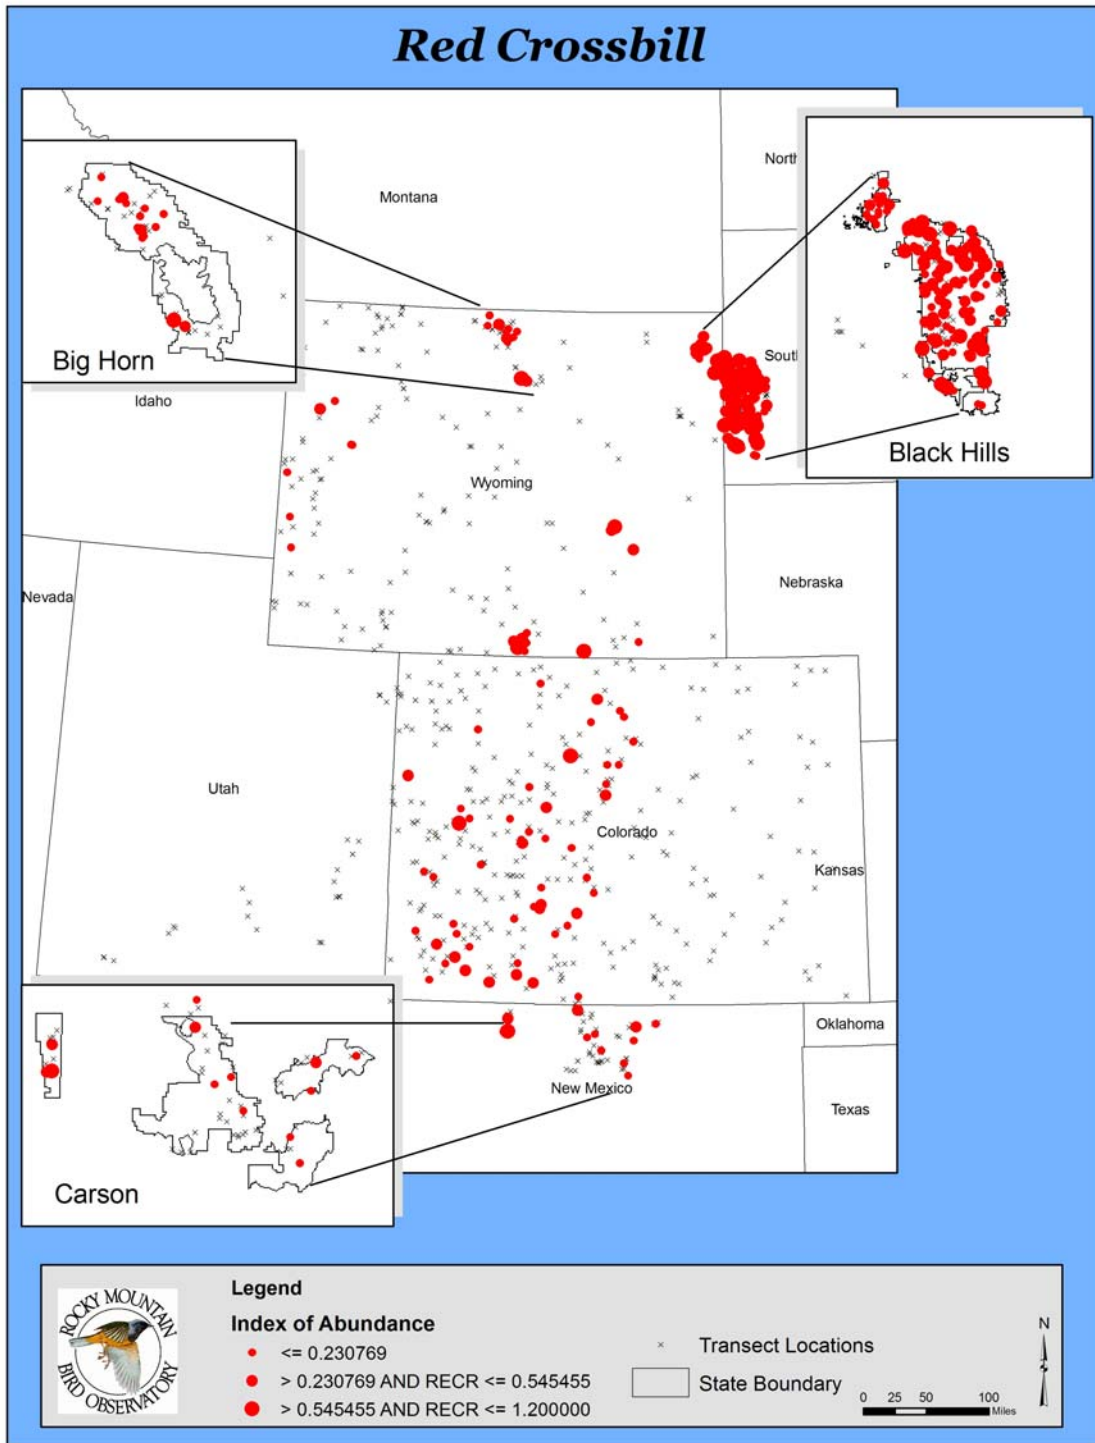 Red Crossbill
North
Montana
Big Horn
Idaho
South
Black Hills
Wyoming
Nebraska
Nevada
Utah
Colorado
Kansas
Oklahoma
New Mexico
Texas
Carson
Legend
Index of Abundance
<= 0.230769
> 0.230769 AND RECR <= 0.545455
> 0.545455 AND RECR <= 1.200000
Transect Locations
State Boundary
N
0 25 50 100
Miles
ROCKY MOUNTAIN
BIRD OBSERVATORY